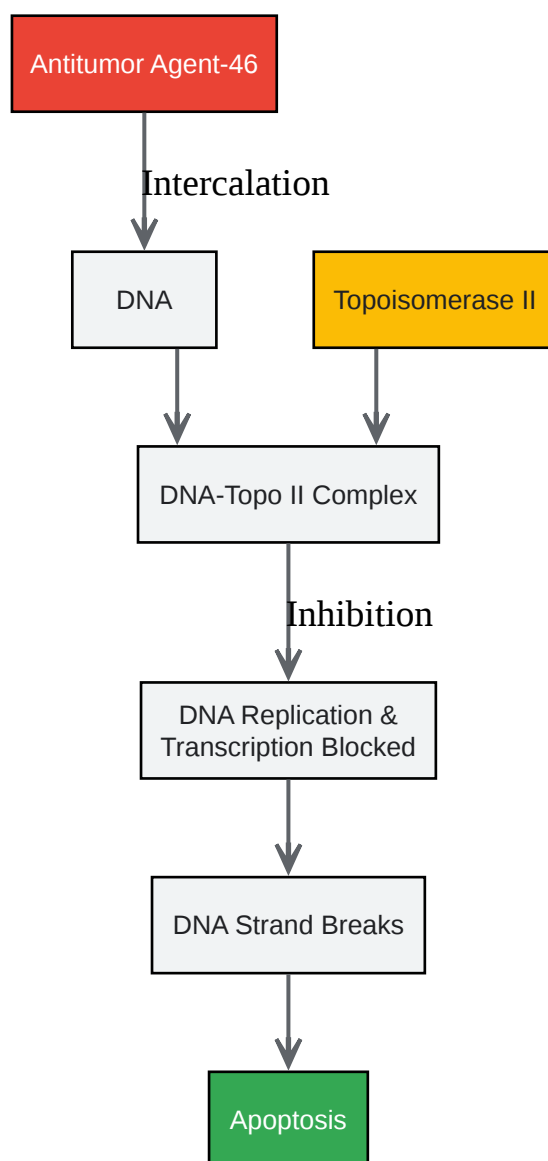 Antitumor Agent-46
Intercalation
DNA
Topoisomerase II
DNA-Topo II Complex
Inhibition
DNA Replication &
Transcription Blocked
DNA Strand Breaks
Apoptosis